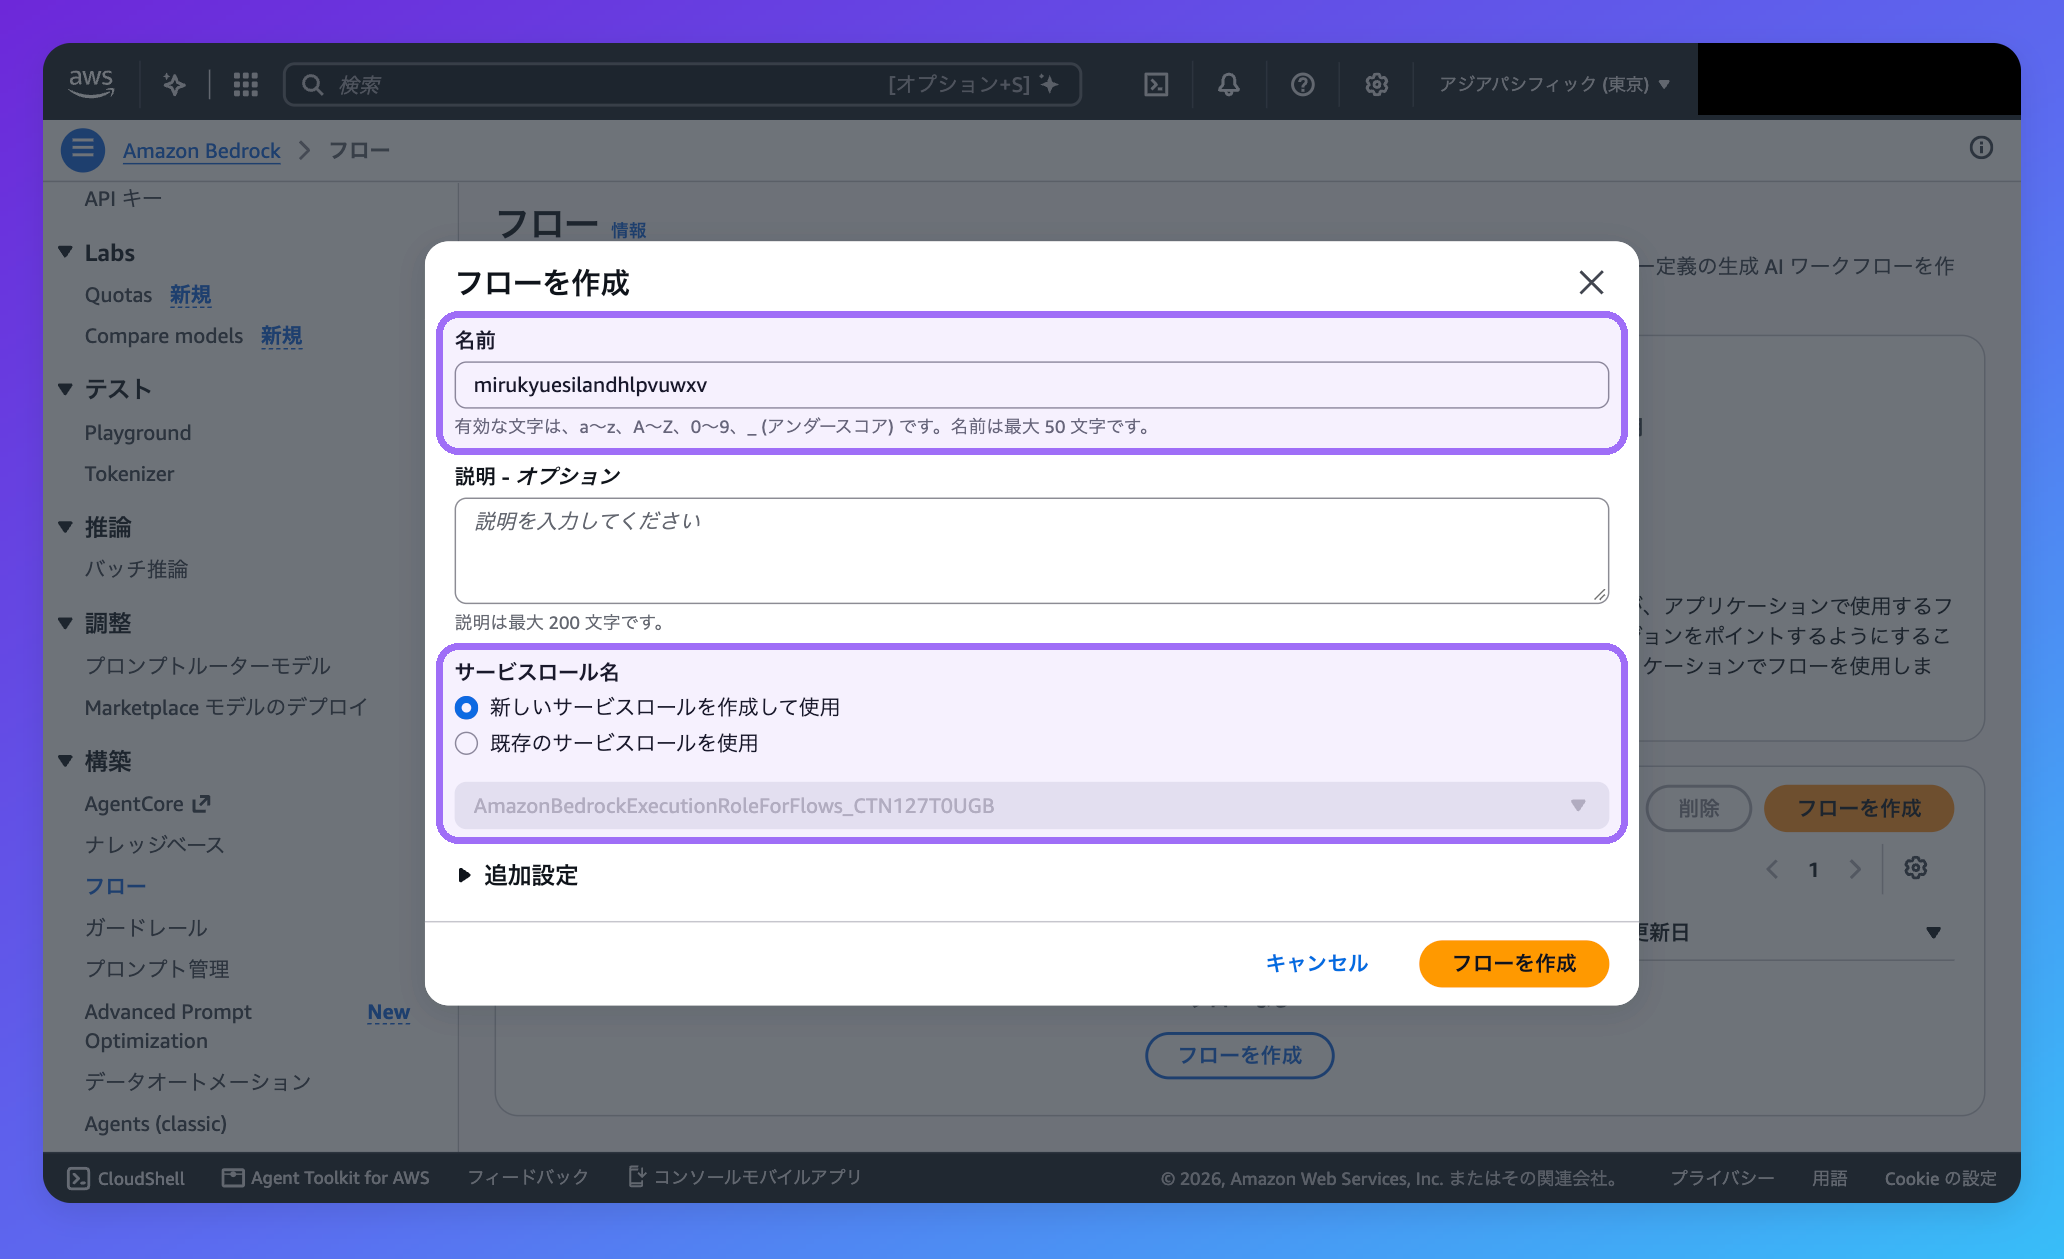 aws
検索
[オプション+S]
アジアパシフィック (東京)
Amazon Bedrock
フロー
API キー
Labs
Quotas 新規
Compare models 新規
テスト
Playground
Tokenizer
推論
バッチ推論
調整
プロンプトルーターモデル
Marketplace モデルのデプロイ
構築
AgentCore
ナレッジベース
フロー
ガードレール
プロンプト管理
Advanced Prompt Optimization New
データオートメーション
Agents (classic)
フロー 情報
ー定義の生成 AI ワークフローを作
フローを作成
名前
mirukyuesilandhlpvuwxv
有効な文字は、a〜z、A〜Z、0〜9、_ (アンダースコア) です。名前は最大 50 文字です。
説明 - オプション
説明を入力してください
説明は最大 200 文字です。
サービスロール名
新しいサービスロールを作成して使用
既存のサービスロールを使用
AmazonBedrockExecutionRoleForFlows_CTN127T0UGB
追加設定
キャンセル
フローを作成
、アプリケーションで使用するフ
ョンをポイントするようにするこ
ケーションでフローを使用しま
削除
フローを作成
1
更新日
フローを作成
CloudShell
Agent Toolkit for AWS
フィードバック
コンソールモバイルアプリ
© 2026, Amazon Web Services, Inc. またはその関連会社。
プライバシー
用語
Cookie の設定